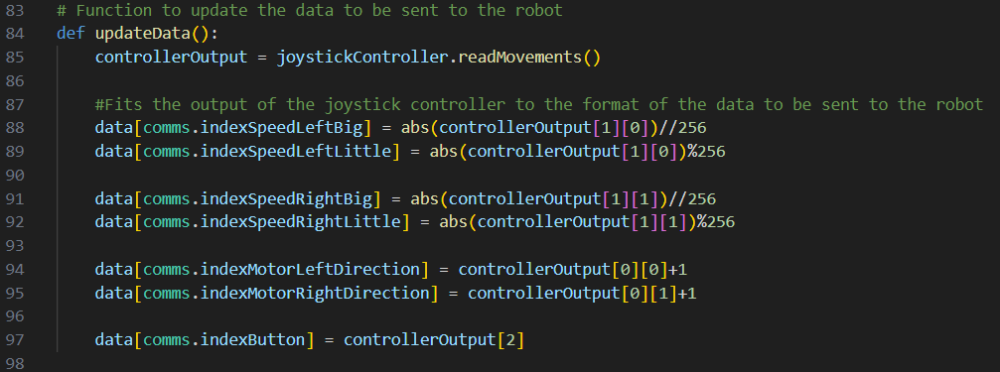 83 # Function to update the data to be sent to the robot
84 def updateData():
85 controllerOutput = joystickController.readMovements()
86
87 #Fits the output of the joystick controller to the format of the data to be sent to the robot
88 data[comms.indexSpeedLeftBig] = abs(controllerOutput[1][0])//256
89 data[comms.indexSpeedLeftLittle] = abs(controllerOutput[1][0])%256
90
91 data[comms.indexSpeedRightBig] = abs(controllerOutput[1][1])//256
92 data[comms.indexSpeedRightLittle] = abs(controllerOutput[1][1])%256
93
94 data[comms.indexMotorLeftDirection] = controllerOutput[0][0]+1
95 data[comms.indexMotorRightDirection] = controllerOutput[0][1]+1
96
97 data[comms.indexButton] = controllerOutput[2]
98